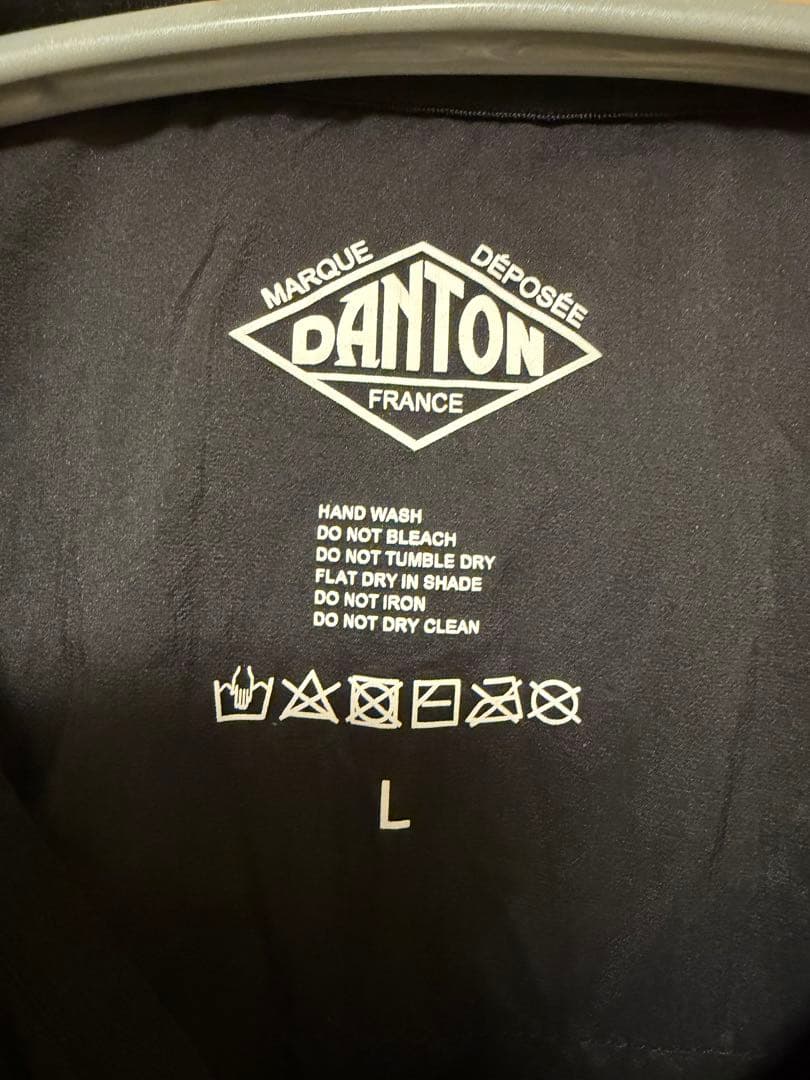 MARQUE DÉPOSÉE
DANTON
FRANCE
HAND WASH
DO NOT BLEACH
DO NOT TUMBLE DRY
FLAT DRY IN SHADE
DO NOT IRON
DO NOT DRY CLEAN
L